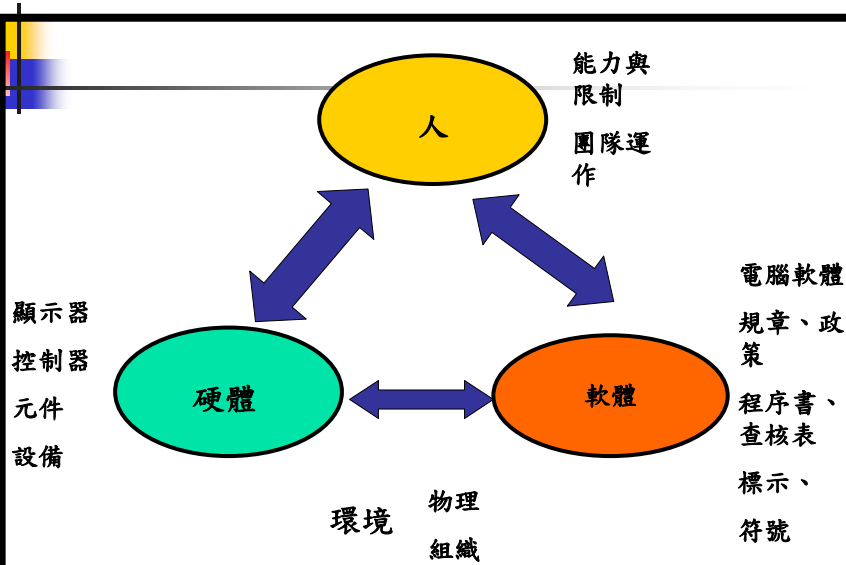 人
能力與
限制
團隊運
作
顯示器
控制器
元件
設備
硬體
軟體
電腦軟體
規章、政
策
程序書、
查核表
標示、
符號
環境
物理
組織